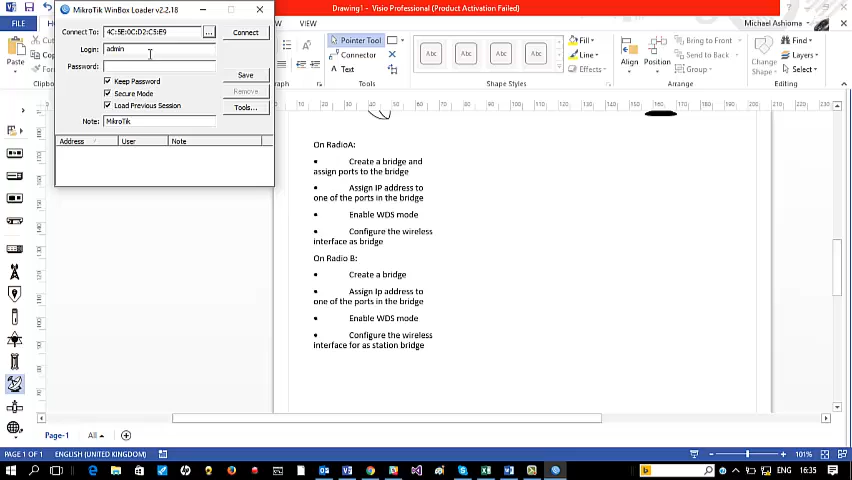 MikroTik WinBox Loader v2.2.18
Connect To: 4C:5E:0C:D2:C5:E9 ... Connect
Login: admin
Password:
Keep Password Save
Secure Mode Remove
Load Previous Session Tools...
Note: MikroTik
Address User Note
Drawing1 - Visio Professional (Product Activation Failed)
FILE VIEW Michael Ashioma
Paste
Pointer Tool
Connector
Text
Tools
Abc Abc Abc Abc
Shape Styles
Fill
Line
Effects
Align Position
Bring to Front
Send to Back
Group
Arrange
Change
Shape
Find
Layers
Select
Editing
On RadioA:
• Create a bridge and
assign ports to the bridge
• Assign IP address to
one of the ports in the bridge
• Enable WDS mode
• Configure the wireless
interface as bridge
On Radio B:
• Create a bridge
• Assign Ip address to
one of the ports in the bridge
• Enable WDS mode
• Configure the wireless
interface for as station bridge
Page-1 All
PAGE 1 OF 1 ENGLISH (UNITED KINGDOM) 101%
ENG 16:35